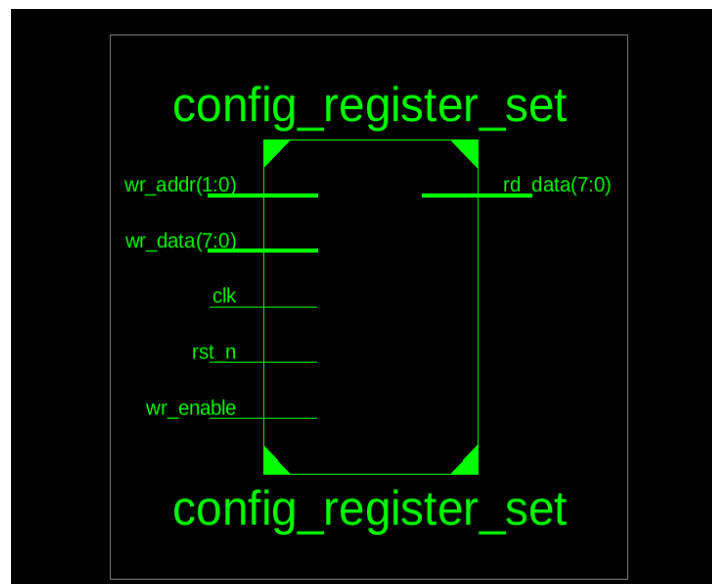 config_register_set
wr_addr(1:0)
rd_data(7:0)
wr_data(7:0)
clk
rst_n
wr_enable
config_register_set